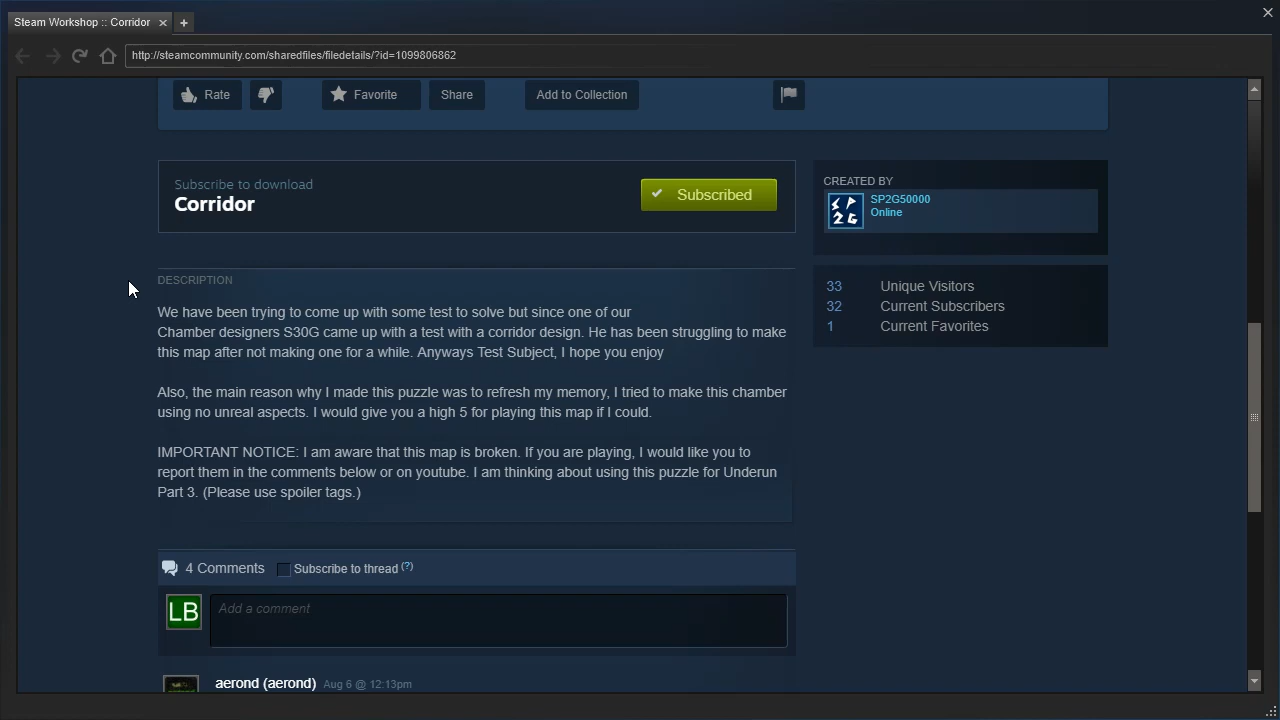 Steam Workshop :: Corridor
http://steamcommunity.com/sharedfiles/filedetails/?id=1099806862
Rate
Favorite
Share
Add to Collection
Subscribe to download
Corridor
Subscribed
CREATED BY
SP2G50000
Online
33 Unique Visitors
32 Current Subscribers
1 Current Favorites
DESCRIPTION
We have been trying to come up with some test to solve but since one of our
Chamber designers S30G came up with a test with a corridor design. He has been struggling to make
this map after not making one for a while. Anyways Test Subject, I hope you enjoy
Also, the main reason why I made this puzzle was to refresh my memory, I tried to make this chamber
using no unreal aspects. I would give you a high 5 for playing this map if I could.
IMPORTANT NOTICE: I am aware that this map is broken. If you are playing, I would like you to
report them in the comments below or on youtube. I am thinking about using this puzzle for Underun
Part 3. (Please use spoiler tags.)
4 Comments
Subscribe to thread (?)
LB
Add a comment
aerond (aerond) Aug 6 @ 12:13pm